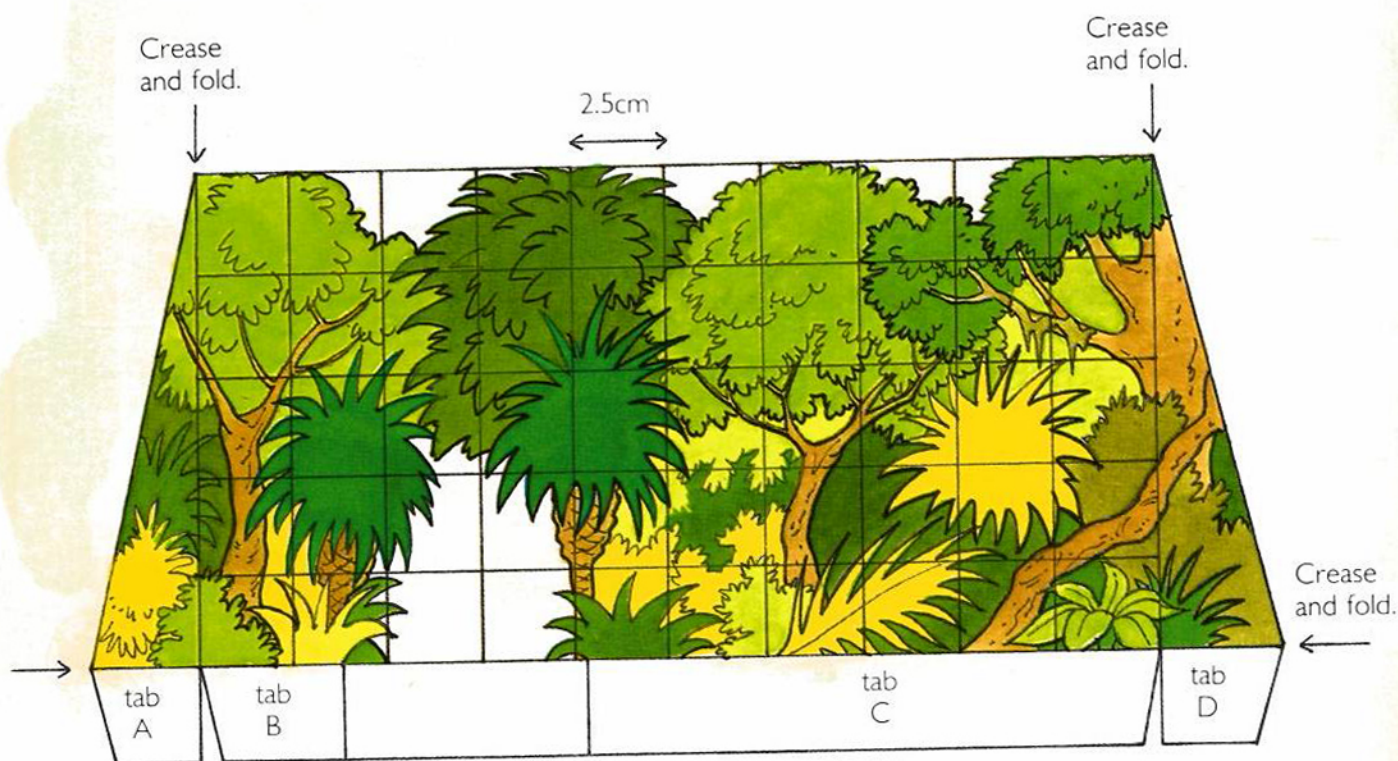 Crease
and fold.
2.5cm
Crease
and fold.
Crease
and fold.
tab
A
tab
B
tab
C
tab
D